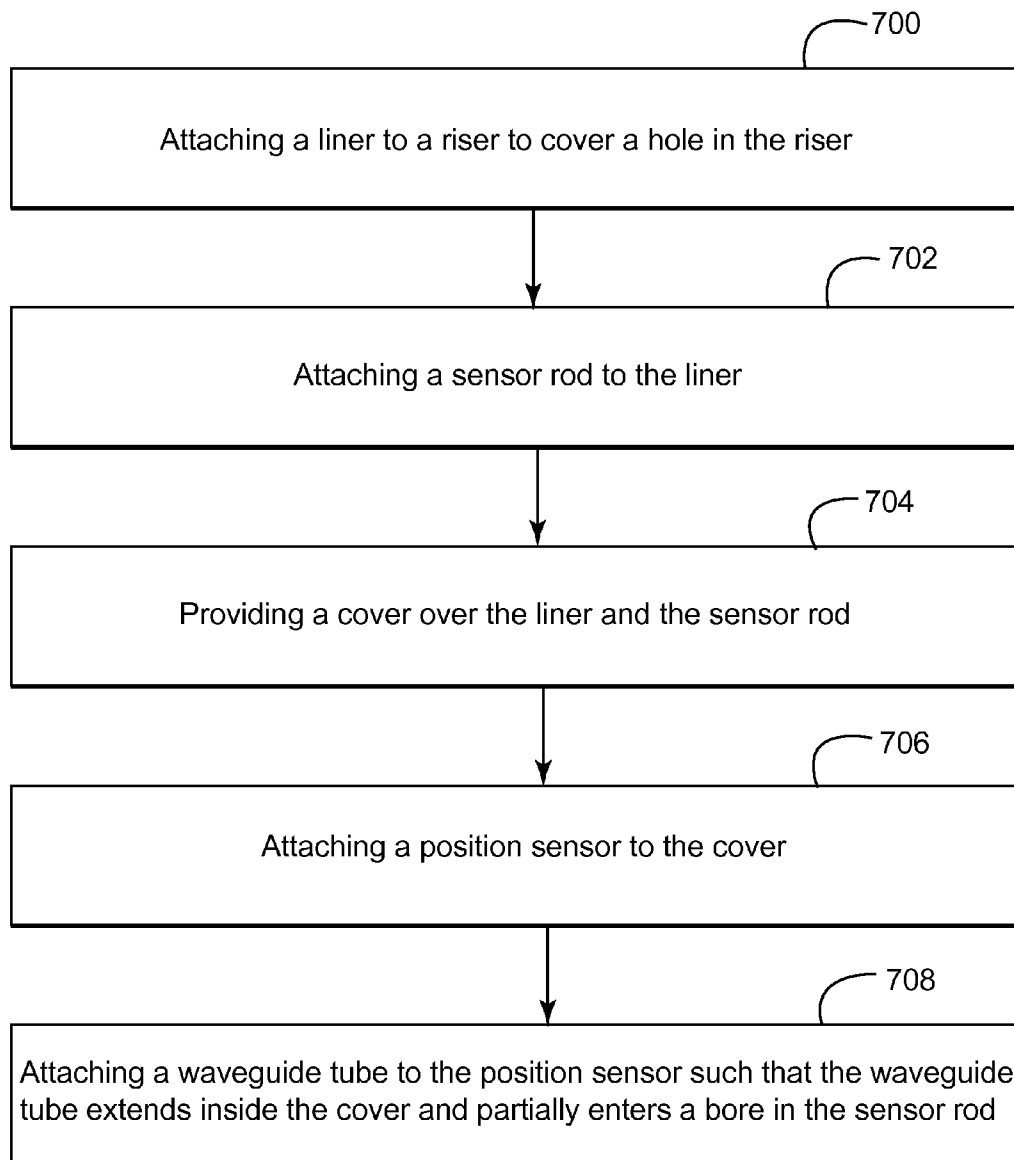 700
Attaching a liner to a riser to cover a hole in the riser
702
Attaching a sensor rod to the liner
704
Providing a cover over the liner and the sensor rod
706
Attaching a position sensor to the cover
708
Attaching a waveguide tube to the position sensor such that the waveguide
tube extends inside the cover and partially enters a bore in the sensor rod